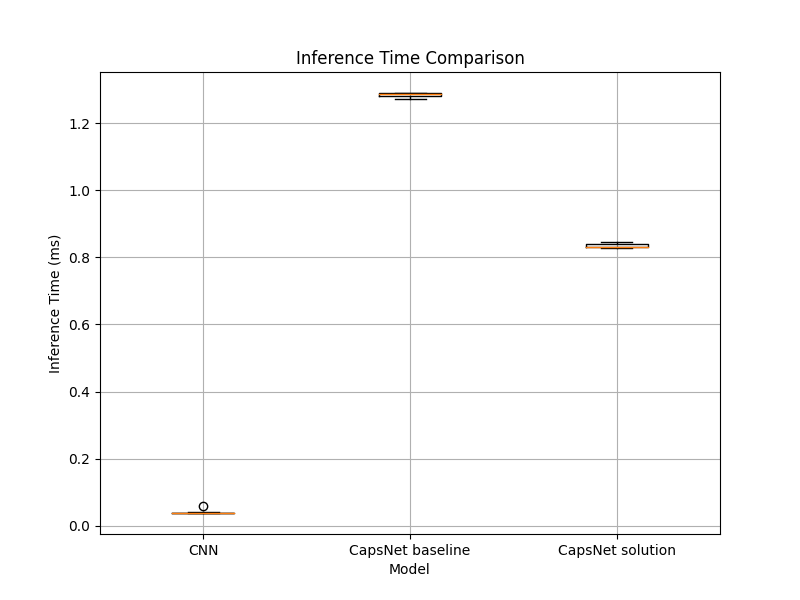 Inference Time Comparison
Inference Time (ms)
1.2
1.0
0.8
0.6
0.4
0.2
0.0
CNN
CapsNet baseline
CapsNet solution
Model